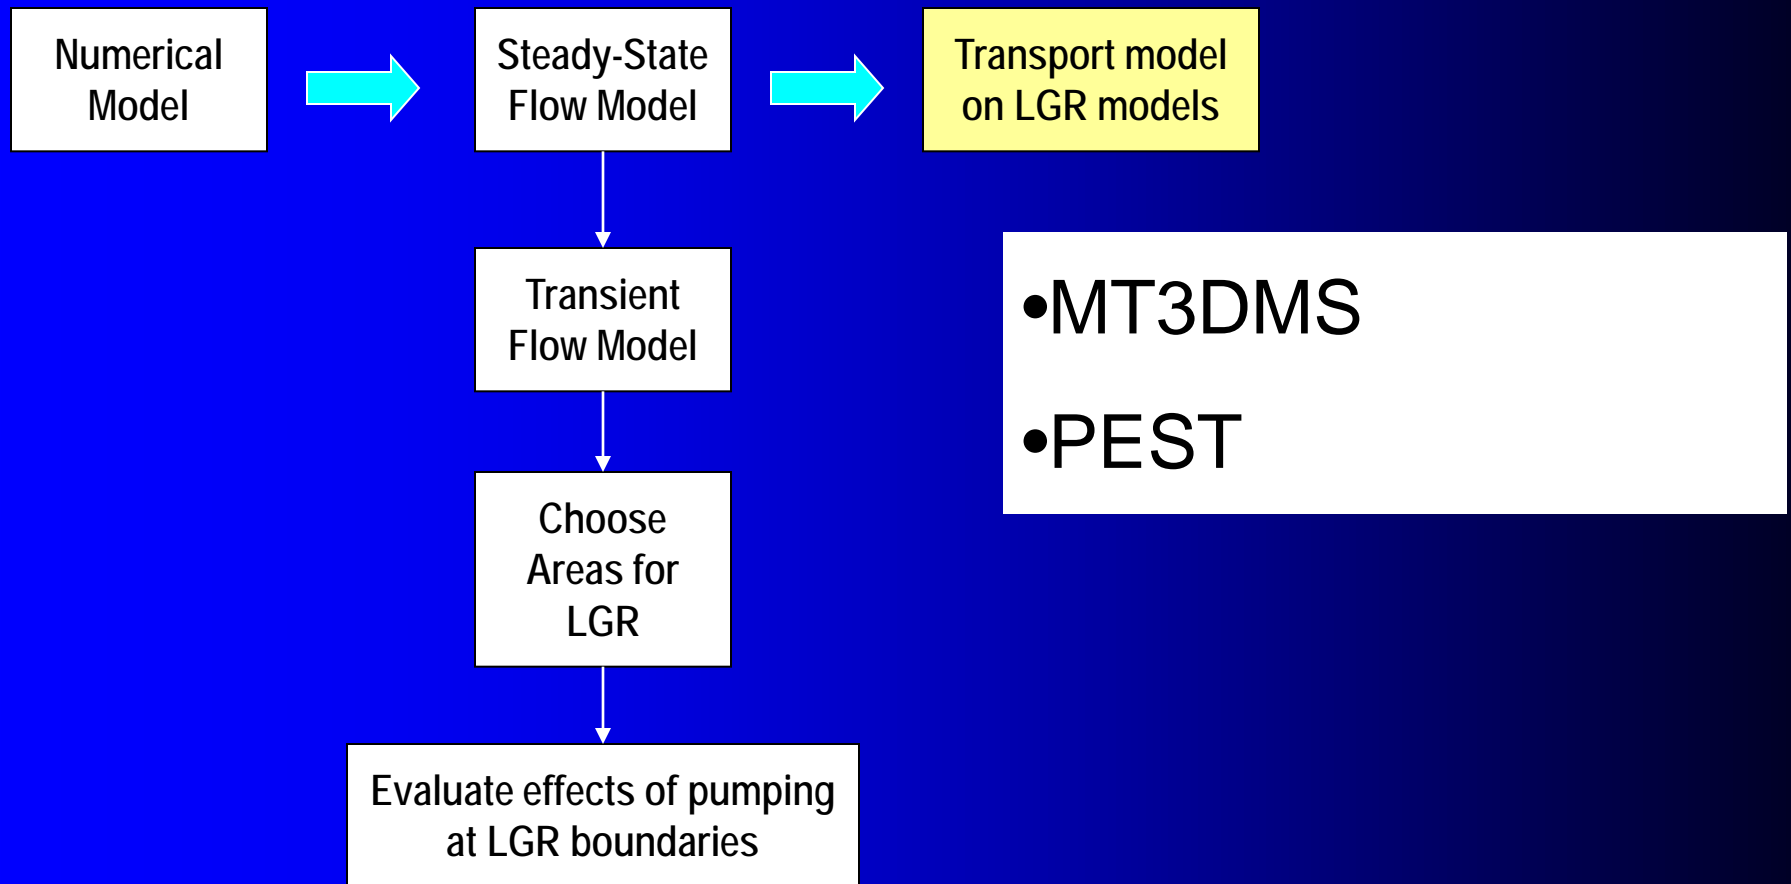 Numerical
Model
Steady-State
Flow Model
Transport model
on LGR models
Transient
Flow Model
•MT3DMS
•PEST
Choose
Areas for
LGR
Evaluate effects of pumping
at LGR boundaries